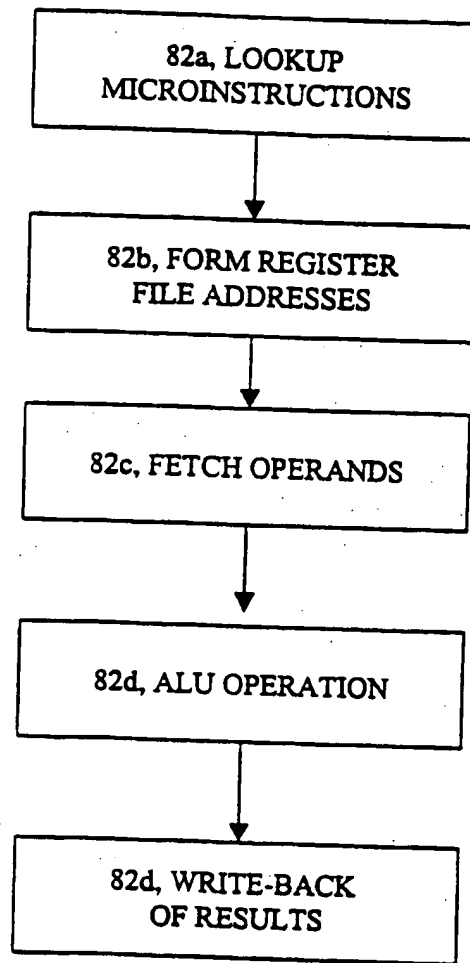 82a, LOOKUP
MICROINSTRUCTIONS
82b, FORM REGISTER
FILE ADDRESSES
82c, FETCH OPERANDS
82d, ALU OPERATION
82d, WRITE-BACK
OF RESULTS